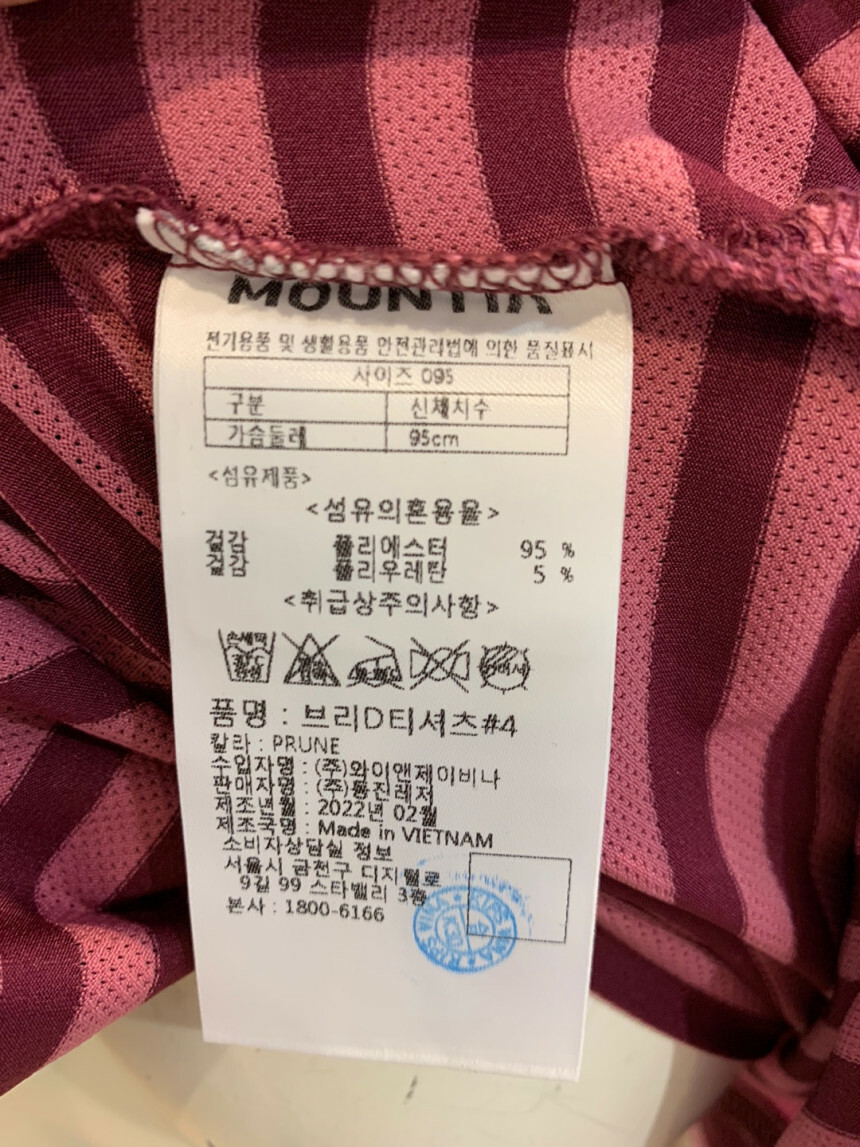 MOUNTIA
전기용품 및 생활용품 안전관리법에 의한 품질표시
사이즈 095
구분 신체치수
가슴둘레 95cm
<섬유제품>
<섬유의혼용율>
겉감 폴리에스터 95 %
겉감 폴리우레탄 5 %
<취급상주의사항>
손세탁
품명 : 브리D티셔츠#4
칼라 : PRUNE
수입자명 : (주)와이앤제이비나
판매자명 : (주)동진레저
제조년월 : 2022년 02월
제조국명 : Made in VIETNAM
소비자상담실 정보
서울시 금천구 디지털로
9길 99 스타밸리 3층
본사 : 1800-6166